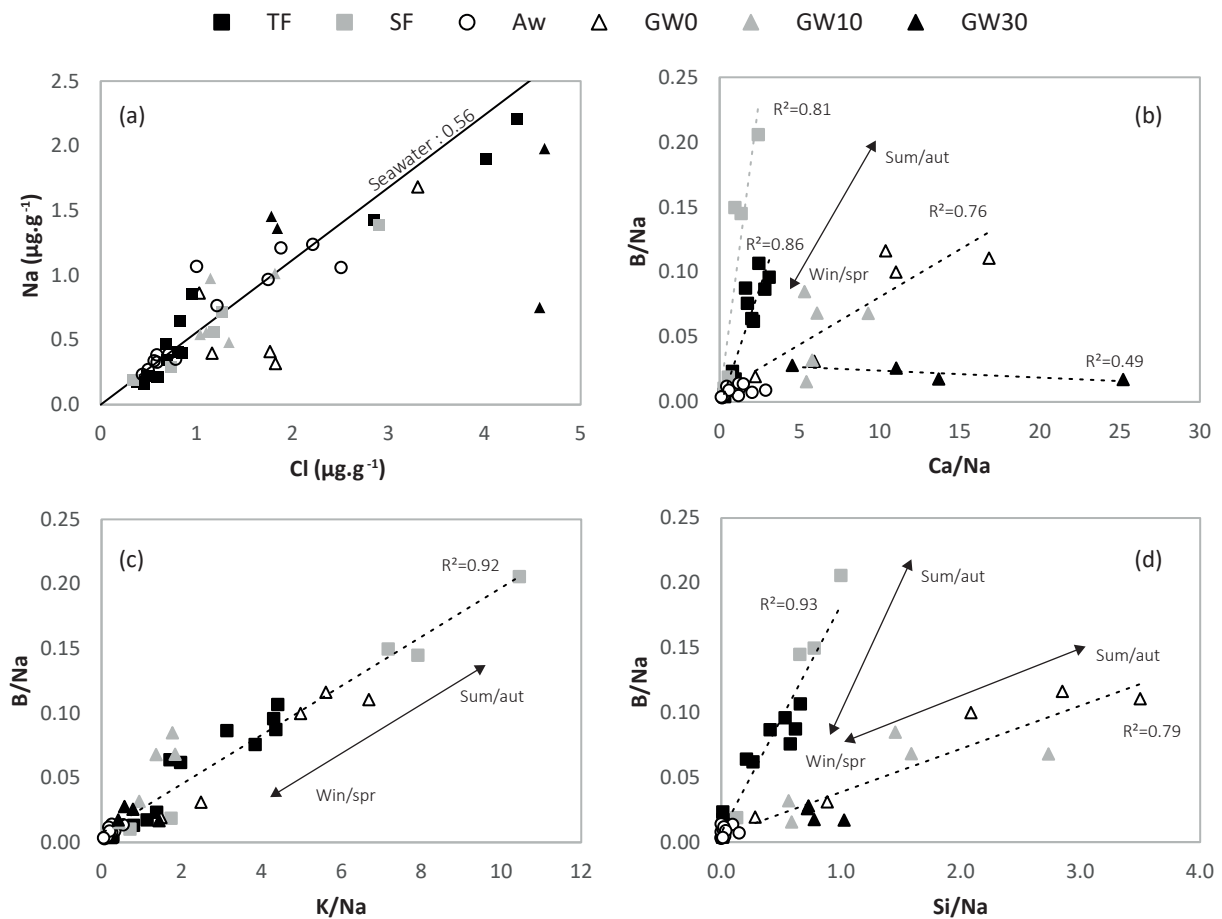 TF SF Aw GW0 GW10 GW30
(a)
2.5
2.0
1.5
1.0
0.5
0.0
Na (µg.g⁻¹)
Seawater : 0.56
0 1 2 3 4 5
Cl (µg.g⁻¹)
(b)
0.25
0.20
0.15
0.10
0.05
0.00
B/Na
R²=0.81
Sum/aut
R²=0.76
R²=0.86
Win/spr
R²=0.49
0 5 10 15 20 25 30
Ca/Na
(c)
0.25
0.20
0.15
0.10
0.05
0.00
B/Na
R²=0.92
Sum/aut
Win/spr
0 2 4 6 8 10 12
K/Na
(d)
0.25
0.20
0.15
0.10
0.05
0.00
B/Na
Sum/aut
R²=0.93
Sum/aut
Win/spr
R²=0.79
0.0 1.0 2.0 3.0 4.0
Si/Na